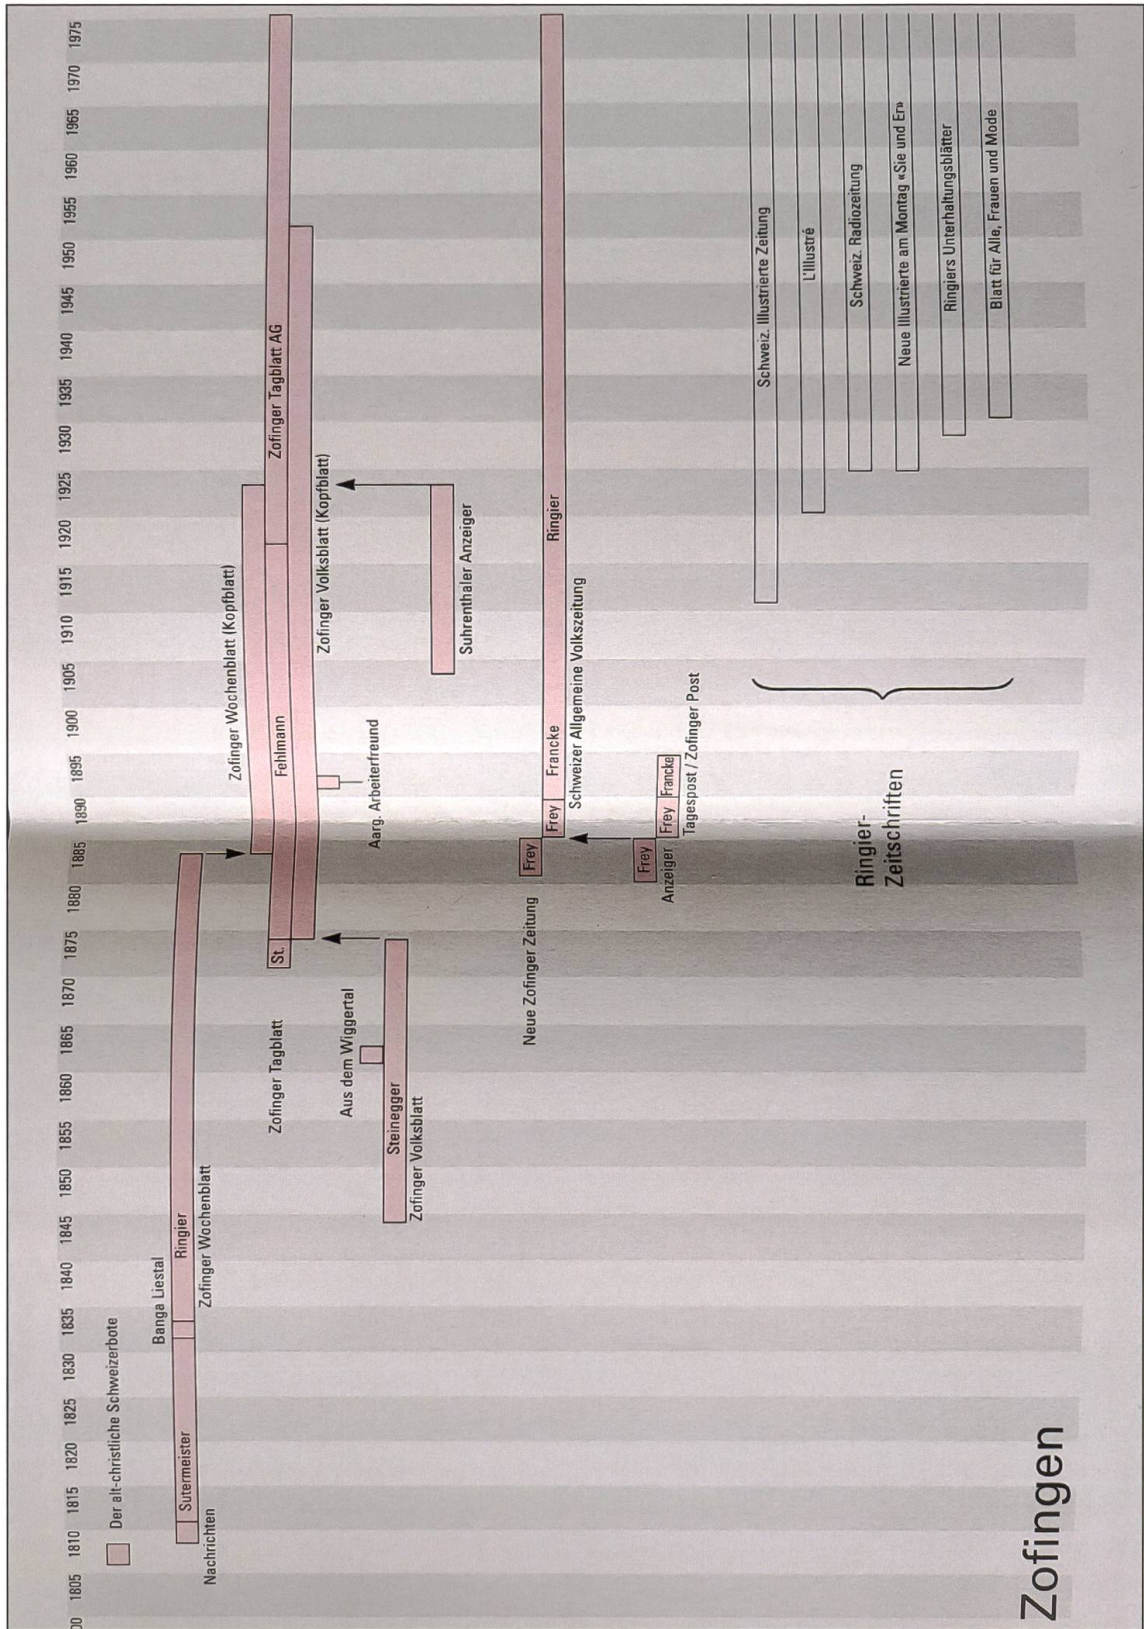 00 1805 1810 1815 1820 1825 1830 1835 1840 1845 1850 1855 1860 1865 1870 1875 1880 1885 1890 1895 1900 1905 1910 1915 1920 1925 1930 1935 1940 1945 1950 1955 1960 1965 1970 1975
Der alt-christliche Schweizerbote
Banga Liestal
Sutermeister
Ringier
Nachrichten
Zofinger Wochenblatt
Zofinger Wochenblatt (Kopfblatt)
Zofinger Tagblatt
St.
Fehlmann
Zofinger Tagblatt AG
Zofinger Volksblatt (Kopfblatt)
Aus dem Wiggertal
Aarg. Arbeiterfreund
Steinegger
Zofinger Volksblatt
Suhrenthaler Anzeiger
Neue Zofinger Zeitung
Frey
Frey
Francke
Ringier
Schweizer Allgemeine Volkszeitung
Frey
Anzeiger
Frey
Francke
Tagespost / Zofinger Post
Ringier-
Zeitschriften
Schweiz. Illustrierte Zeitung
L'Illustré
Schweiz. Radiozeitung
Neue Illustrierte am Montag «Sie und Er»
Ringiers Unterhaltungsblätter
Blatt für Alle, Frauen und Mode
Zofingen